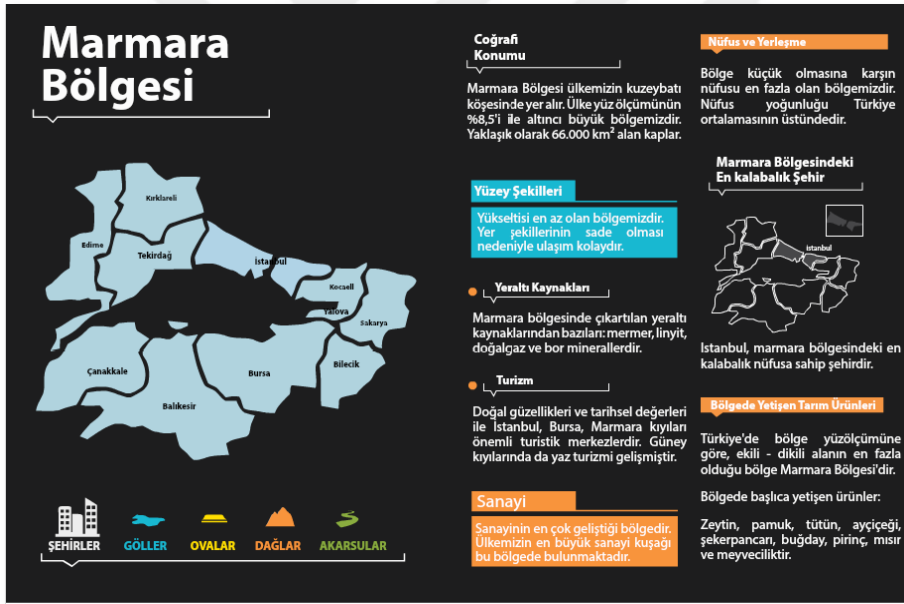 Marmara
Bölgesi
Kırklareli
Edirne
Tekirdağ
İstanbul
Kocaeli
Yalova
Sakarya
Çanakkale
Bursa
Bilecik
Balıkesir
ŞEHİRLER
GÖLLER
OVALAR
DAĞLAR
AKARSULAR
Coğrafi
Konumu
Marmara Bölgesi ülkemizin kuzeybatı
köşesinde yer alır. Ülke yüz ölçümünün
%8,5'i ile altıncı büyük bölgemizdir.
Yaklaşık olarak 66.000 km² alan kaplar.
Yüzey Şekilleri
Yükseltisi en az olan bölgemizdir.
Yer şekillerinin sade olması
nedeniyle ulaşım kolaydır.
Yeraltı Kaynakları
Marmara bölgesinde çıkartılan yeraltı
kaynaklarından bazıları: mermer, linyit,
doğalgaz ve bor minerallerdir.
Turizm
Doğal güzellikleri ve tarihsel değerleri
ile İstanbul, Bursa, Marmara kıyıları
önemli turistik merkezlerdir. Güney
kıyılarında da yaz turizmi gelişmiştir.
Sanayi
Sanayinin en çok geliştiği bölgedir.
Ülkemizin en büyük sanayi kuşağı
bu bölgede bulunmaktadır.
Nüfus ve Yerleşme
Bölge küçük olmasına karşın
nüfusu en fazla olan bölgemizdir.
Nüfus yoğunluğu Türkiye
ortalamasının üstündedir.
Marmara Bölgesindeki
En kalabalık Şehir
İstanbul
Istanbul, marmara bölgesindeki en
kalabalık nüfusa sahip şehirdir.
Bölgede Yetişen Tarım Ürünleri
Türkiye'de bölge yüzölçümüne
göre, ekili - dikili alanın en fazla
olduğu bölge Marmara Bölgesi'dir.
Bölgede başlıca yetişen ürünler:
Zeytin, pamuk, tütün, ayçiçeği,
şekerpancarı, buğday, pirinç, mısır
ve meyveciliktir.